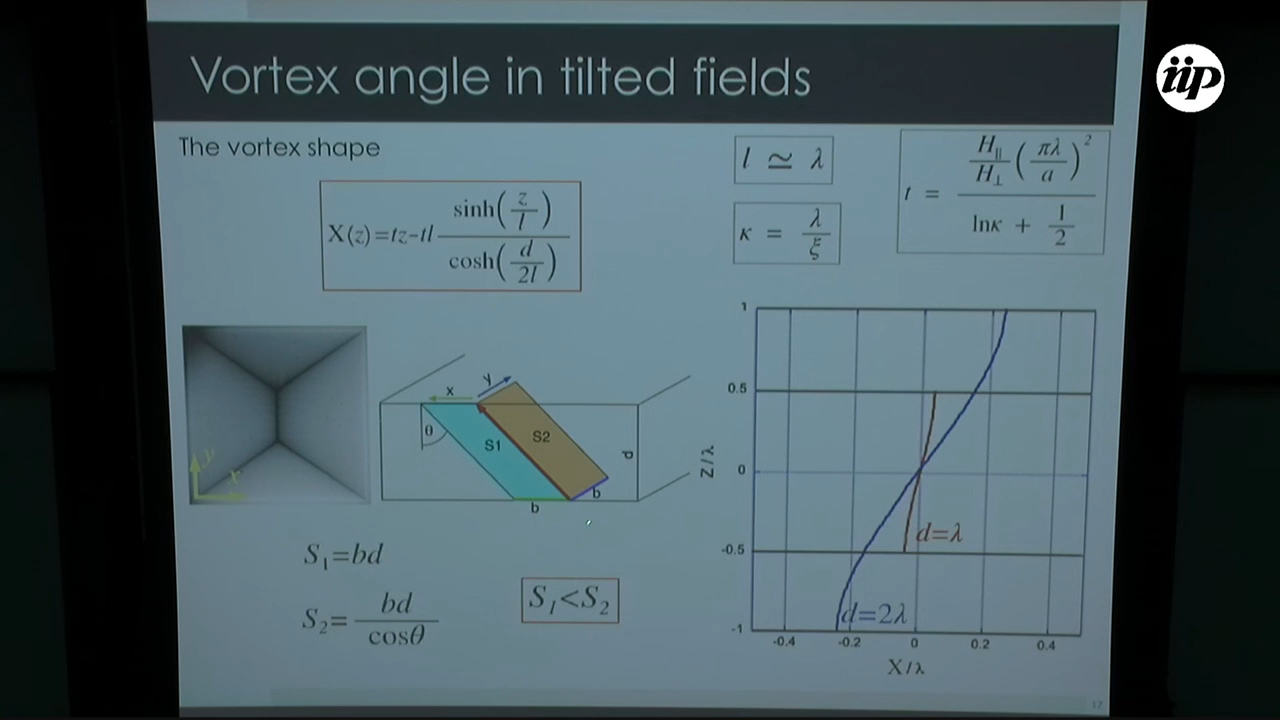 iip
Vortex angle in tilted fields
The vortex shape
X(z)=tz-tl sinh(z/l) / cosh(d/2l)
l ≃ λ
κ = λ/ξ
t = H∥/H⊥ (πλ/a)² / lnκ + 1/2
y
x
x
y
θ
S1
S2
d
b
b
S₁=bd
S₂= bd/cosθ
S₁<S₂
1
0.5
0
-0.5
-1
Z/λ
d=λ
d=2λ
-0.4
-0.2
0
0.2
0.4
X/λ
17